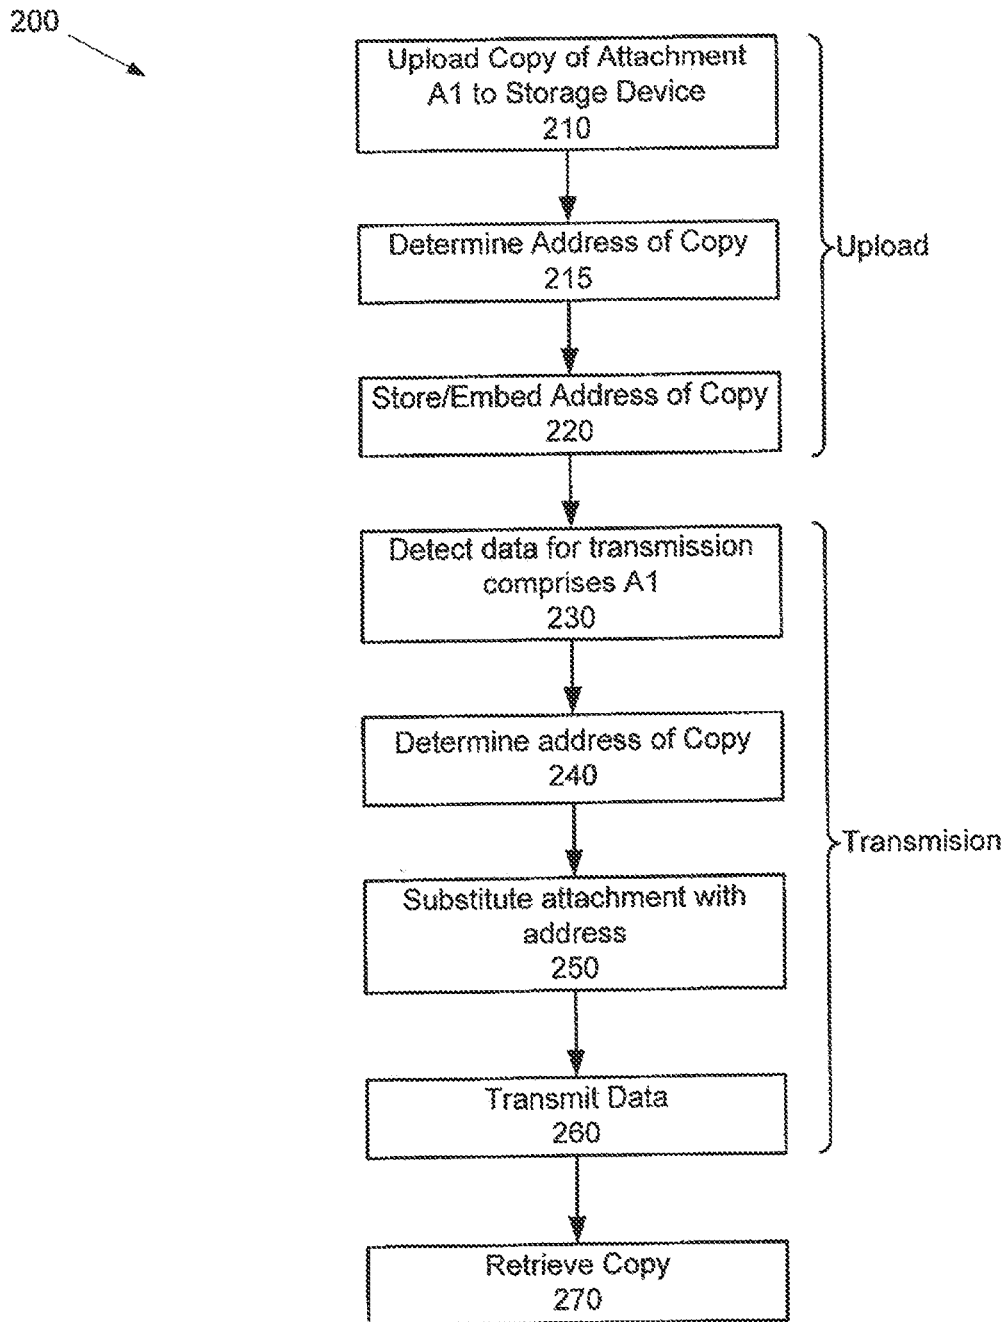 200
Upload Copy of Attachment
A1 to Storage Device
210
Determine Address of Copy
215
Store/Embed Address of Copy
220
Upload
Detect data for transmission
comprises A1
230
Determine address of Copy
240
Substitute attachment with
address
250
Transmit Data
260
Transmision
Retrieve Copy
270